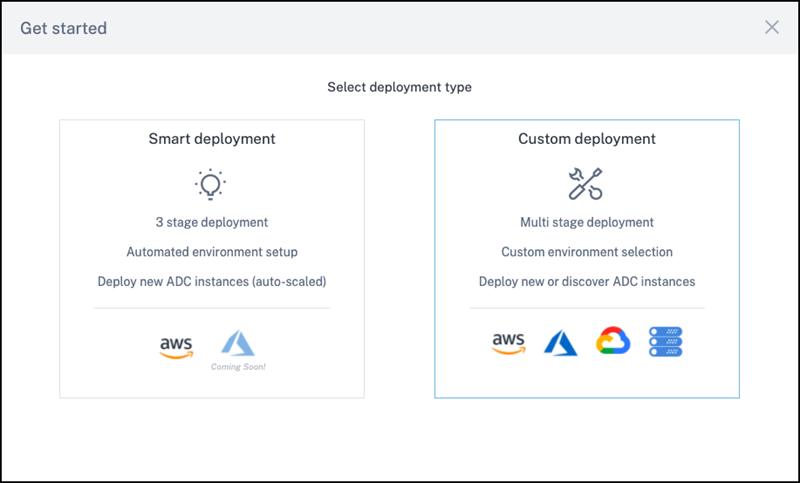 Get started
Select deployment type
Smart deployment
3 stage deployment
Automated environment setup
Deploy new ADC instances (auto-scaled)
aws
Coming Soon!
Custom deployment
Multi stage deployment
Custom environment selection
Deploy new or discover ADC instances
aws